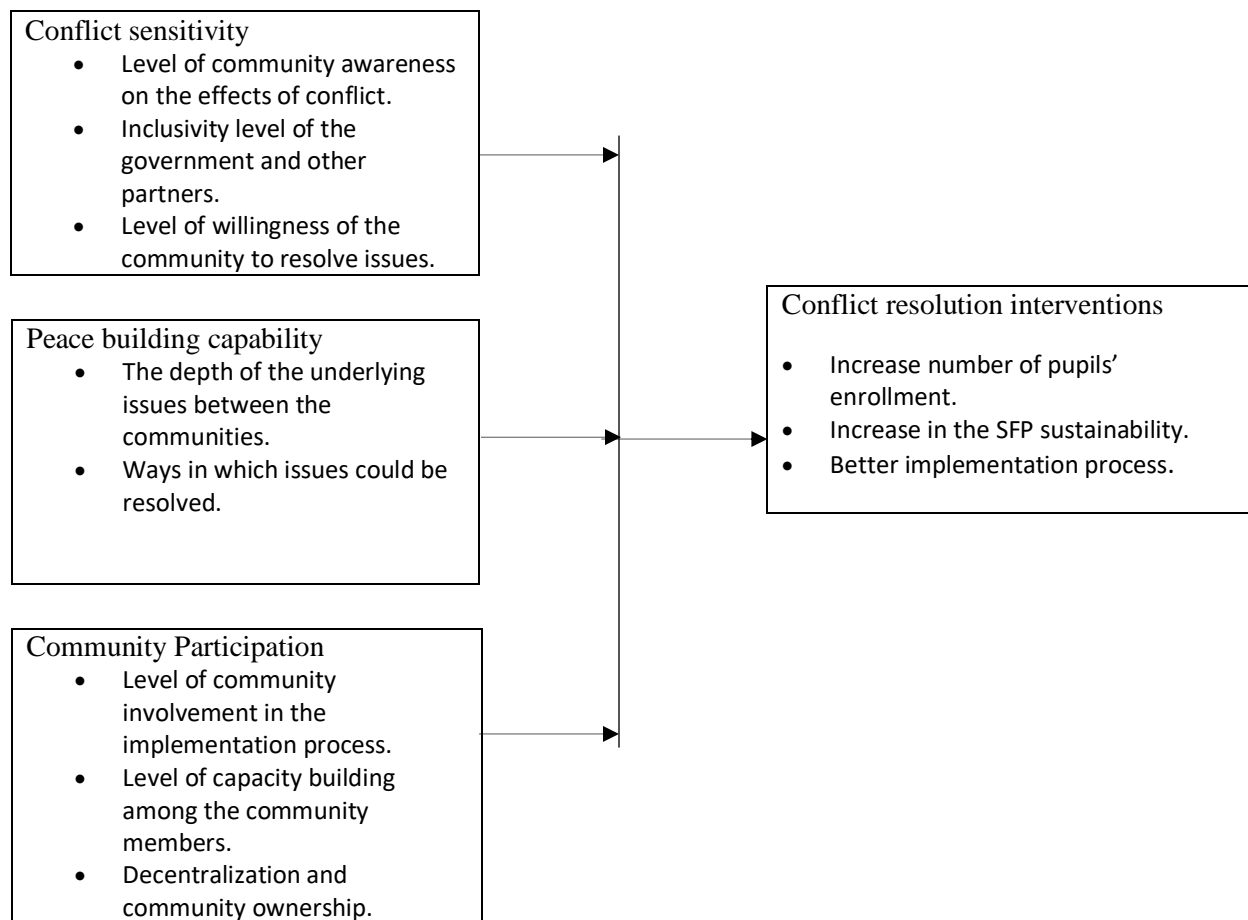 Conflict sensitivity
• Level of community awareness
on the effects of conflict.
• Inclusivity level of the
government and other
partners.
• Level of willingness of the
community to resolve issues.
Peace building capability
• The depth of the underlying
issues between the
communities.
• Ways in which issues could be
resolved.
Community Participation
• Level of community
involvement in the
implementation process.
• Level of capacity building
among the community
members.
• Decentralization and
community ownership.
Conflict resolution interventions
• Increase number of pupils’
enrollment.
• Increase in the SFP sustainability.
• Better implementation process.